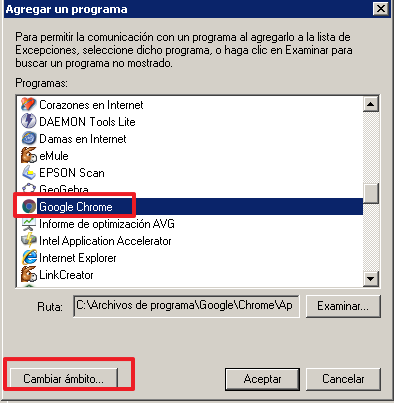 Agregar un programa
Para permitir la comunicación con un programa al agregarlo a la lista de
Excepciones, seleccione dicho programa, o haga clic en Examinar para
buscar un programa no mostrado.
Programas:
Corazones en Internet
DAEMON Tools Lite
Damas en Internet
eMule
EPSON Scan
GeoGebra
Google Chrome
Informe de optimización AVG
Intel Application Accelerator
Internet Explorer
LinkCreator
Ruta:
C:\Archivos de programa\Google\Chrome\Ap
Examinar...
Cambiar ámbito...
Aceptar
Cancelar